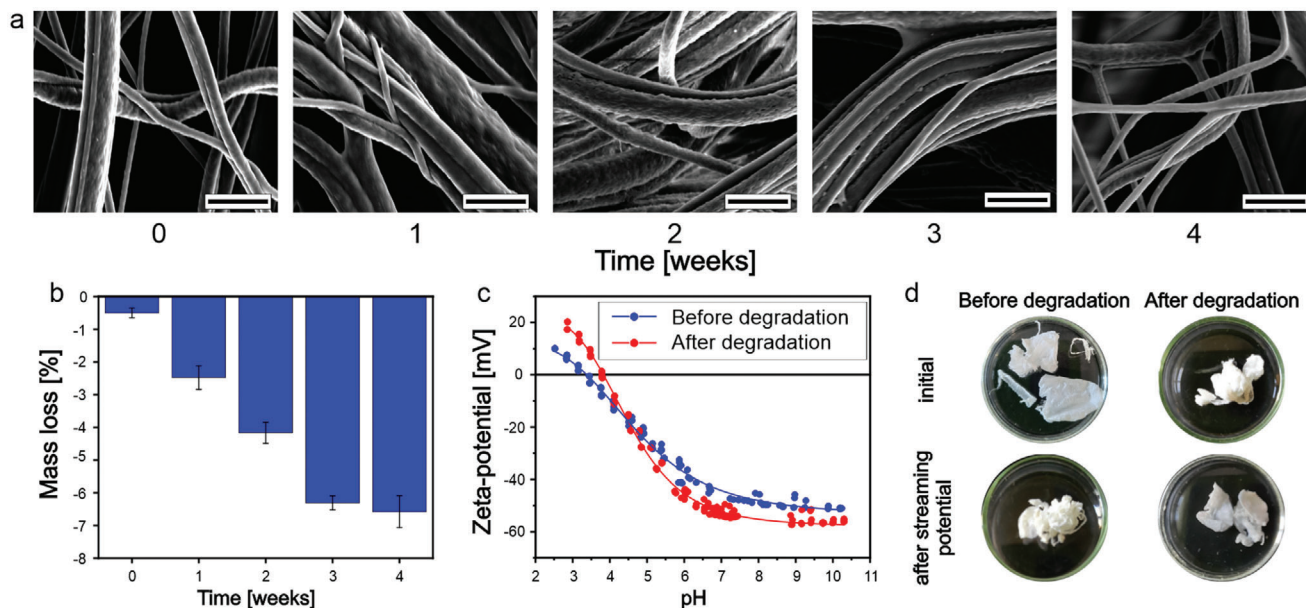 a
0 1 2 3 4
Time [weeks]
b
Mass loss [%]
0
-1
-2
-3
-4
-5
-6
-7
-8
0 1 2 3 4
Time [weeks]
c
Zeta-potential [mV]
20
0
-20
-40
-60
Before degradation
After degradation
2 3 4 5 6 7 8 9 10 11
pH
d
Before degradation After degradation
initial
after streaming
potential